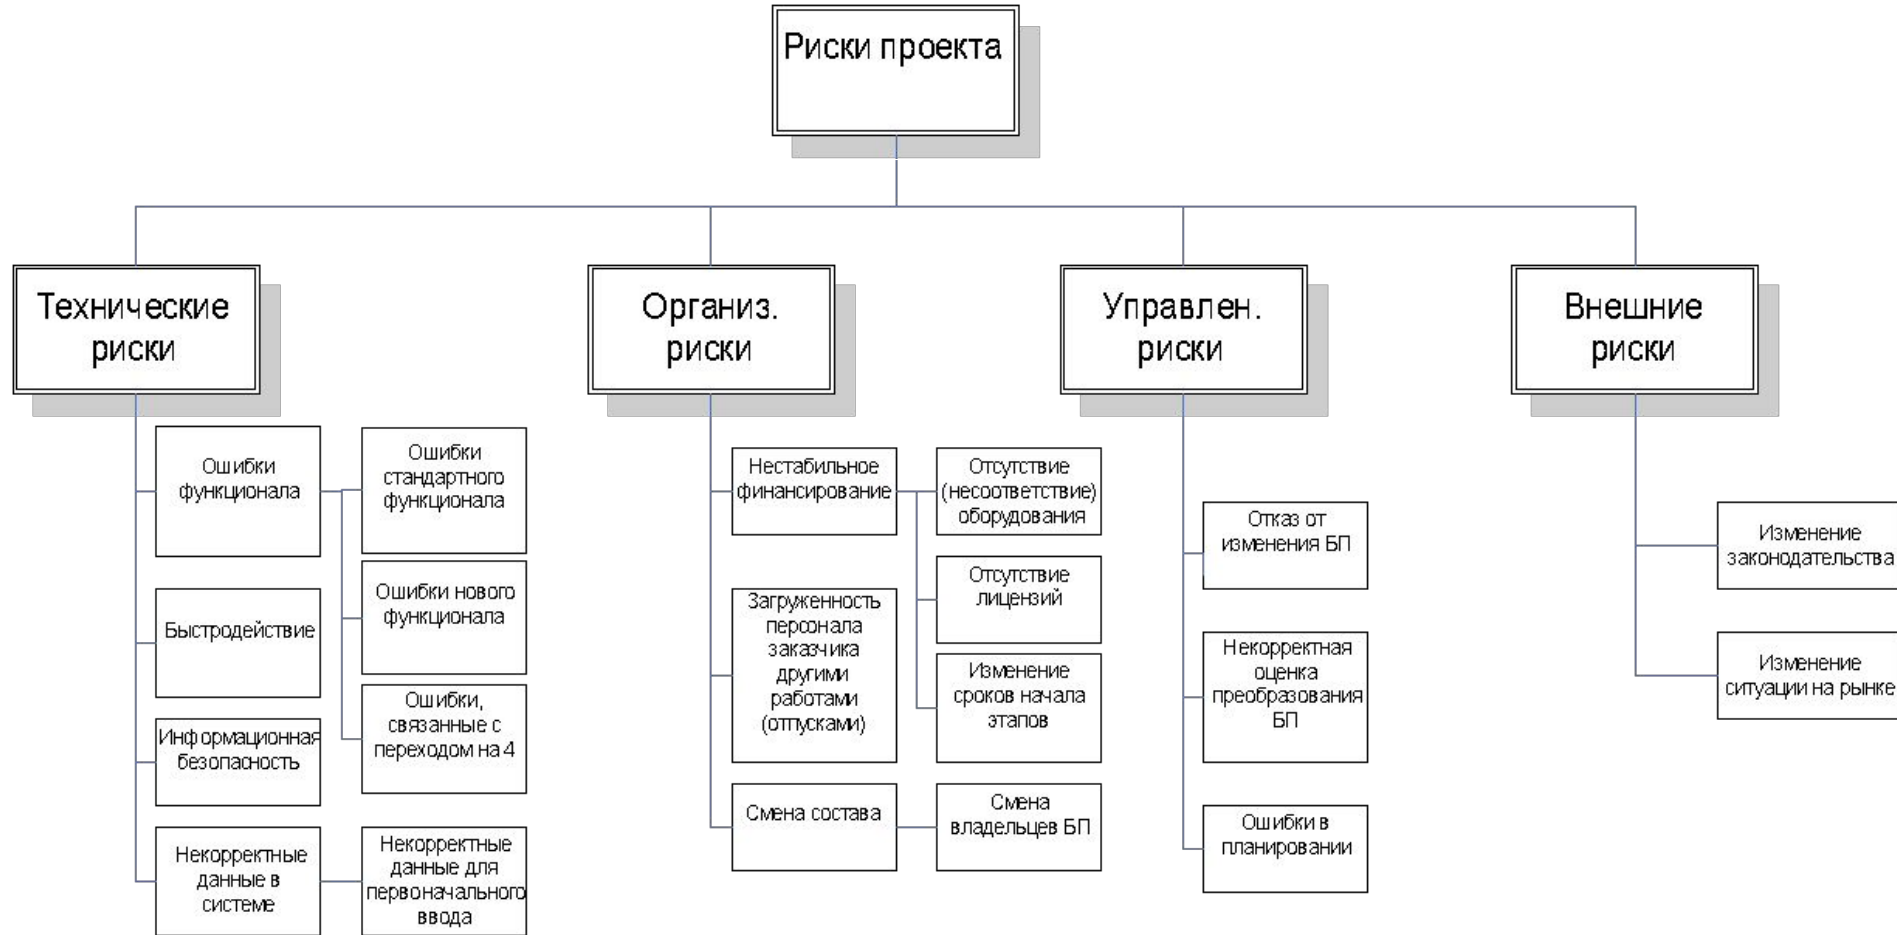 Риски проекта
Технические
риски
Организ.
риски
Управлен.
риски
Внешние
риски
Ошибки
функционала
Ошибки
стандартного
функционала
Ошибки нового
функционала
Ошибки,
связанные с
переходом на 4
Быстродействие
Информационная
безопасность
Некорректные
данные в
системе
Некорректные
данные для
первоначального
ввода
Нестабильное
финансирование
Отсутствие
(несоответствие)
оборудования
Отсутствие
лицензий
Изменение
сроков начала
этапов
Загруженность
персонала
заказчика
другими
работами
(отпусками)
Смена состава
Смена
владельцев БП
Отказ от
изменения БП
Некорректная
оценка
преобразования
БП
Ошибки в
планировании
Изменение
законодательства
Изменение
ситуации на рынке